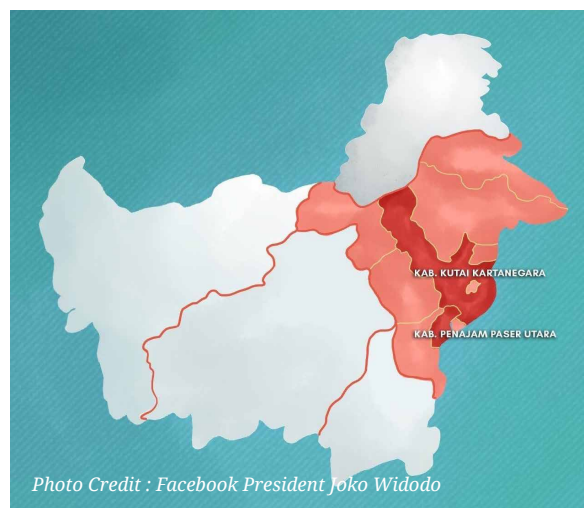 KAB. KUTAI KARTANEGARA
KAB. PENAJAM PASER UTARA
Photo Credit : Facebook President Joko Widodo